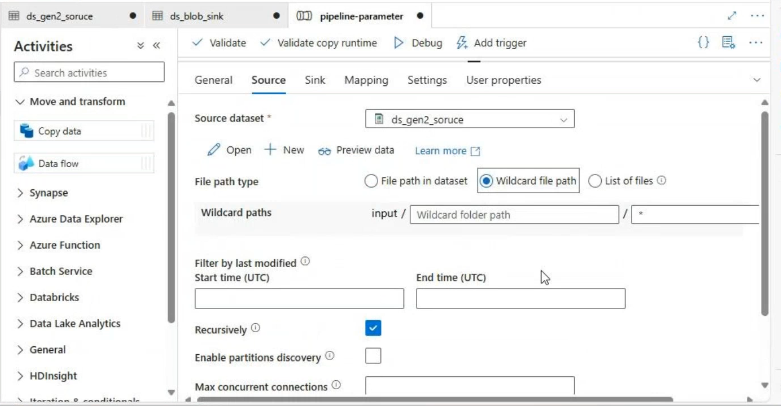 ds_gen2_soruce
ds_blob_sink
pipeline-parameter
Activities
Validate
Validate copy runtime
Debug
Add trigger
Search activities
General
Source
Sink
Mapping
Settings
User properties
Move and transform
Copy data
Data flow
Synapse
Azure Data Explorer
Azure Function
Batch Service
Databricks
Data Lake Analytics
General
HDInsight
Iteration & conditionals
Source dataset *
ds_gen2_soruce
Open
New
Preview data
Learn more
File path type
File path in dataset
Wildcard file path
List of files
Wildcard paths
input /
Wildcard folder path
/
*
Filter by last modified
Start time (UTC)
End time (UTC)
Recursively
Enable partitions discovery
Max concurrent connections